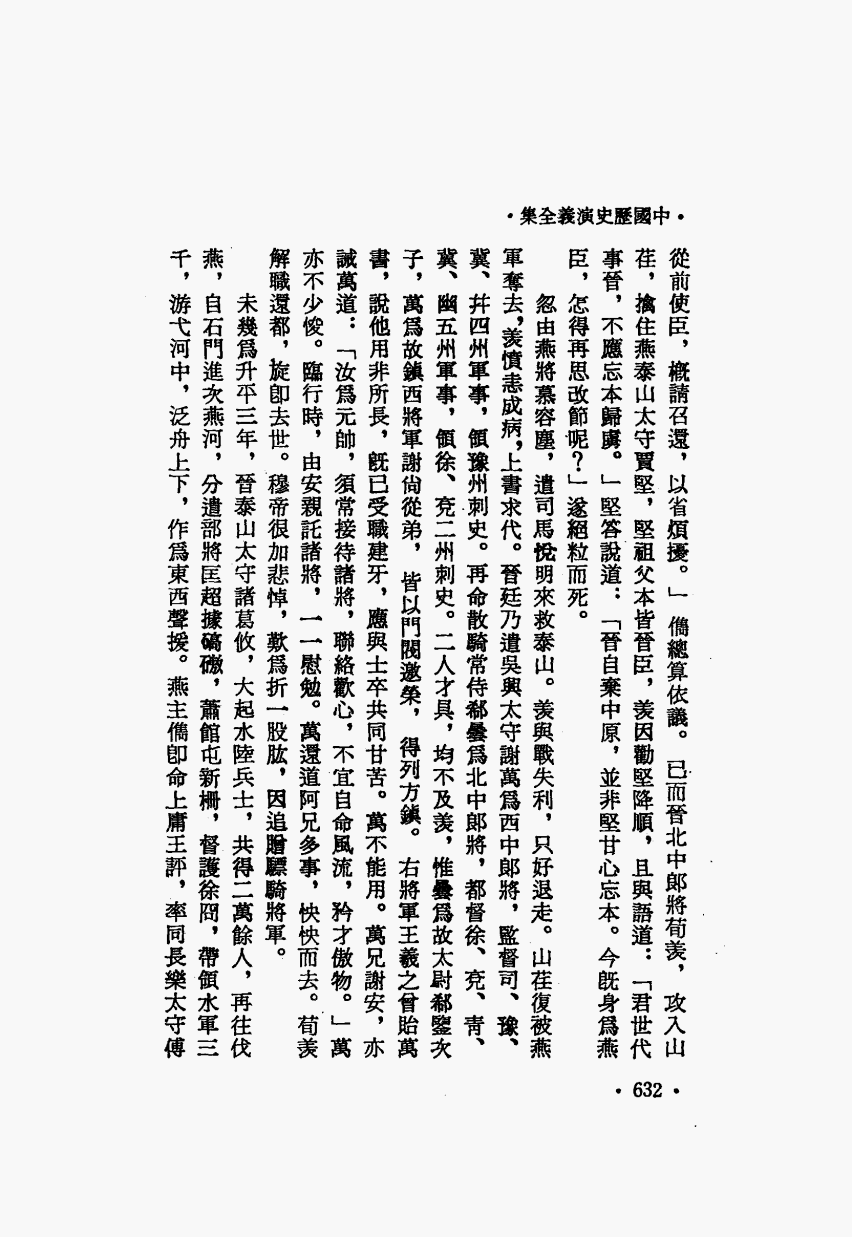 ·中國歷史演義全集·
從前使臣，概請召還，以省煩擾。」儁總算依議。已而晉北中郎將荀羨，攻入山
茌，擒住燕泰山太守賈堅，堅祖父本皆晉臣，羨因勸堅降順，且與語道：「君世代
事晉，不應忘本歸虜。」堅答說道：「晉自棄中原，並非堅甘心忘本。今既身爲燕
臣，怎得再思改節呢？」遂絕粒而死。
忽由燕將慕容塵，遣司馬悅明來救泰山。羨與戰失利，只好退走。山茌復被燕
軍奪去，羨憤恚成病，上書求代。晉廷乃遣吳興太守謝萬爲西中郎將，監督司、豫、
冀、幷四州軍事，領豫州刺史。再命散騎常侍郗曇爲北中郎將，都督徐、兗、青、
冀、幽五州軍事，領徐、兗二州刺史。二人才具，均不及羨，惟曇爲故太尉郗鑒次
子，萬爲故鎮西將軍謝尙從弟，皆以門閥邀榮，得列方鎮。右將軍王羲之曾貽萬
書，說他用非所長，既已受職建牙，應與士卒共同甘苦。萬不能用。萬兄謝安，亦
誡萬道：「汝爲元帥，須常接待諸將，聯絡歡心，不宜自命風流，矜才傲物。」萬
亦不少悛。臨行時，由安親託諸將，一一慰勉。萬還道阿兄多事，怏怏而去。荀羨
解職還都，旋卽去世。穆帝很加悲悼，歎爲折一股肱，因追贈驃騎將軍。
未幾爲升平三年，晉泰山太守諸葛攸，大起水陸兵士，共得二萬餘人，再往伐
燕，自石門進次燕河，分遣部將匡超據碻磝，蕭館屯新柵，督護徐冏，帶領水軍三
千，游弋河中，泛舟上下，作爲東西聲援。燕主儁卽命上庸王評，率同長樂太守傅
·632·